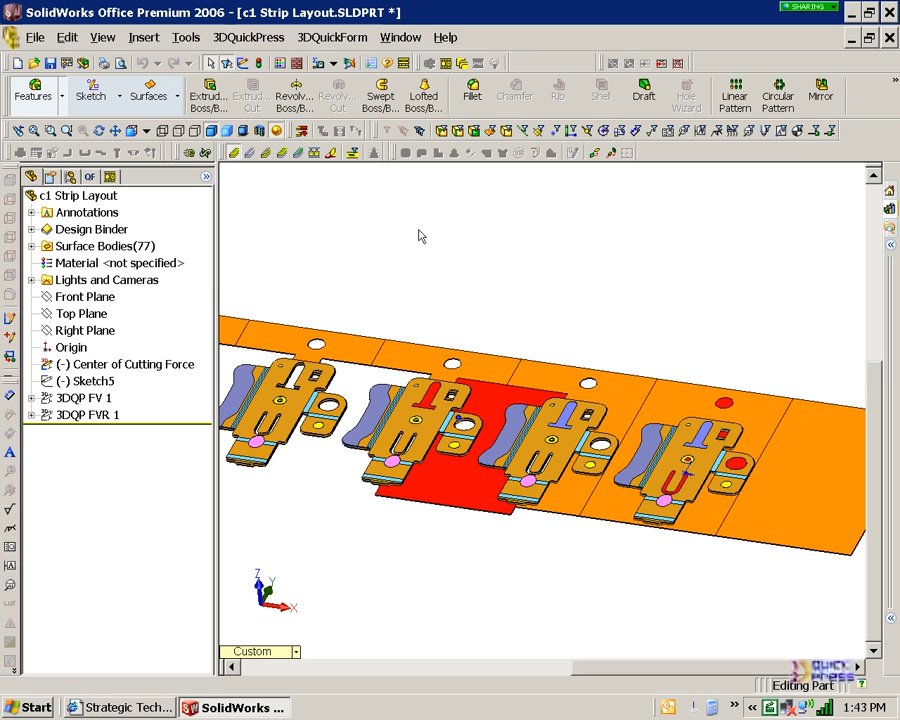 SolidWorks Office Premium 2006 - [c1 Strip Layout.SLDPRT *]
SHARING
File Edit View Insert Tools 3DQuickPress 3DQuickForm Window Help
Features Sketch Surfaces Extrud... Boss/B... Extrud... Cut Revolv... Boss/B... Revolv... Cut Swept Boss/B... Lofted Boss/B... Fillet Chamfer Rib Shell Draft Hole Wizard Linear Pattern Circular Pattern Mirror
QF
c1 Strip Layout
Annotations
Design Binder
Surface Bodies(77)
Material <not specified>
Lights and Cameras
Front Plane
Top Plane
Right Plane
Origin
(-) Center of Cutting Force
(-) Sketch5
3DQP FV 1
3DQP FVR 1
Z
Y
X
Custom
QUICK
PRESS
Editing Part
Start Strategic Tech... SolidWorks ... 1:43 PM